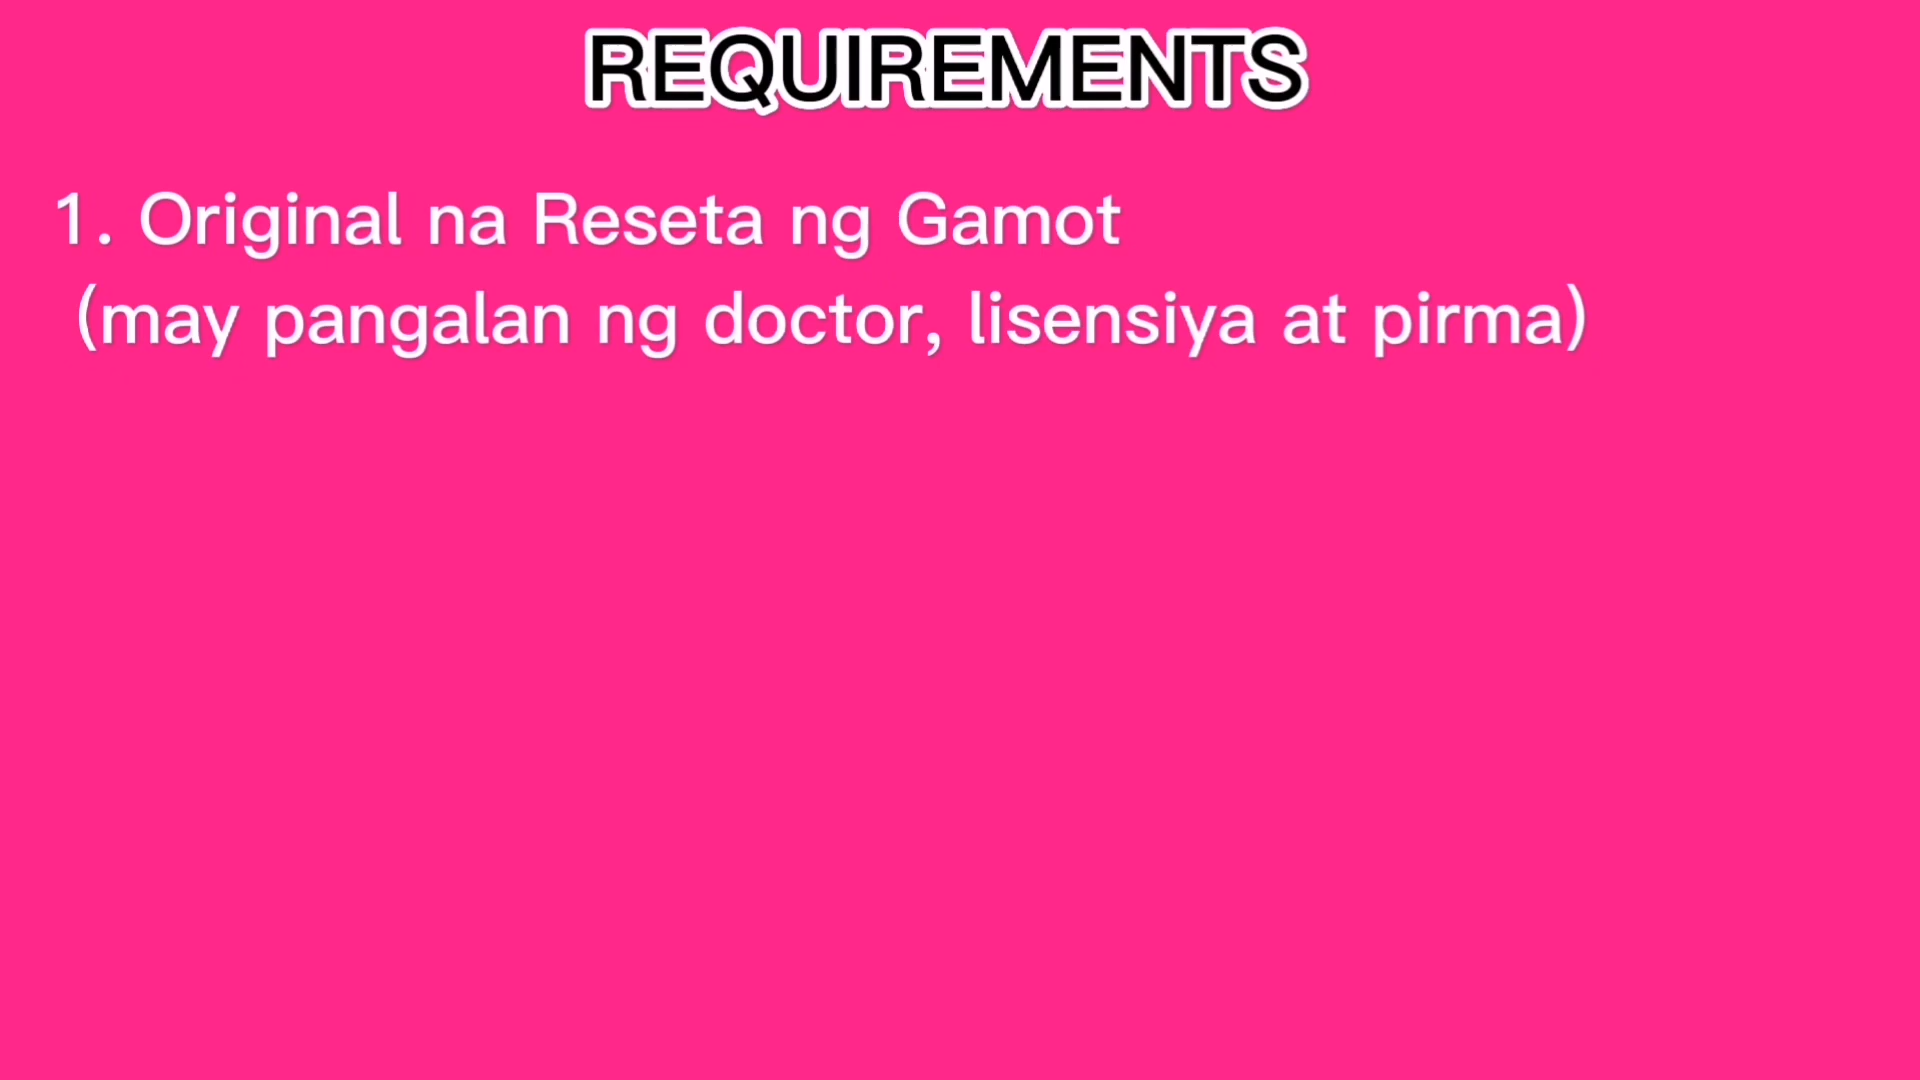 REQUIREMENTS
1. Original na Reseta ng Gamot
(may pangalan ng doctor, lisensiya at pirma)